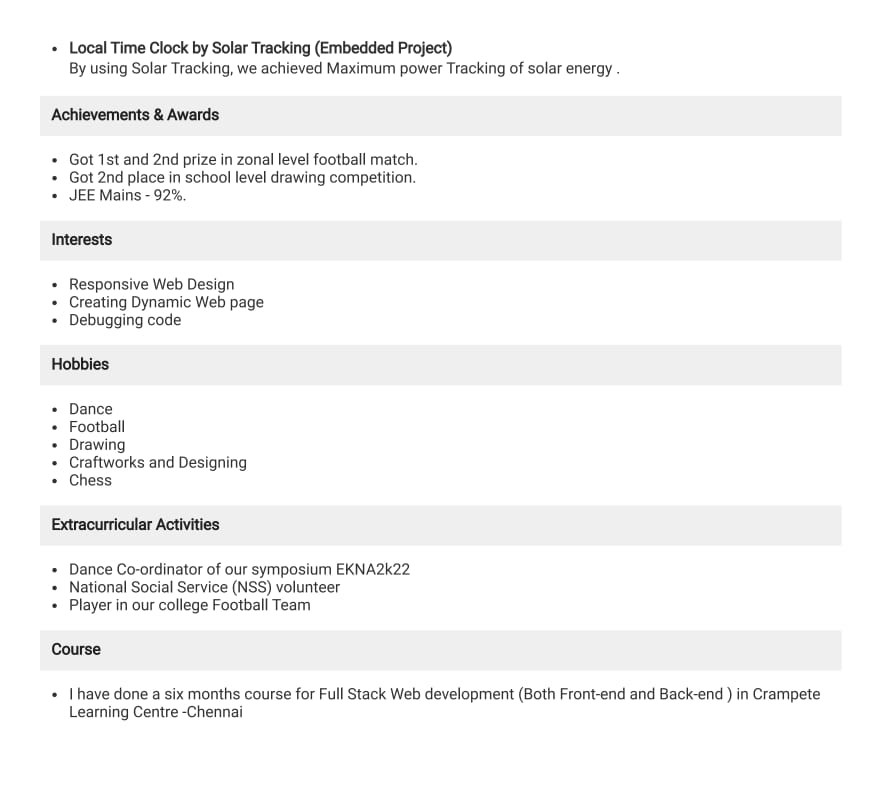 • Local Time Clock by Solar Tracking (Embedded Project)
By using Solar Tracking, we achieved Maximum power Tracking of solar energy .
Achievements & Awards
• Got 1st and 2nd prize in zonal level football match.
• Got 2nd place in school level drawing competition.
• JEE Mains - 92%.
Interests
• Responsive Web Design
• Creating Dynamic Web page
• Debugging code
Hobbies
• Dance
• Football
• Drawing
• Craftworks and Designing
• Chess
Extracurricular Activities
• Dance Co-ordinator of our symposium EKNA2k22
• National Social Service (NSS) volunteer
• Player in our college Football Team
Course
• I have done a six months course for Full Stack Web development (Both Front-end and Back-end ) in Crampete
Learning Centre -Chennai